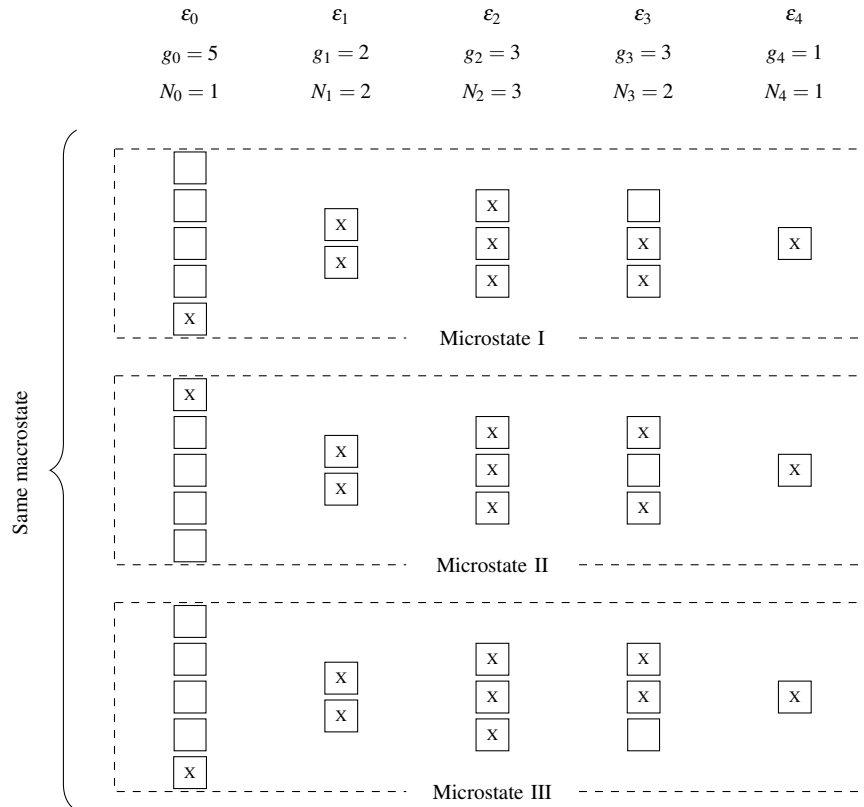 ε₀ ε₁ ε₂ ε₃ ε₄
g₀ = 5 g₁ = 2 g₂ = 3 g₃ = 3 g₄ = 1
N₀ = 1 N₁ = 2 N₂ = 3 N₃ = 2 N₄ = 1
Same macrostate
X X
X X X X
X X
X
Microstate I
X
X X X
X X X
X X
Microstate II
X X
X X X X
X X
X
Microstate III